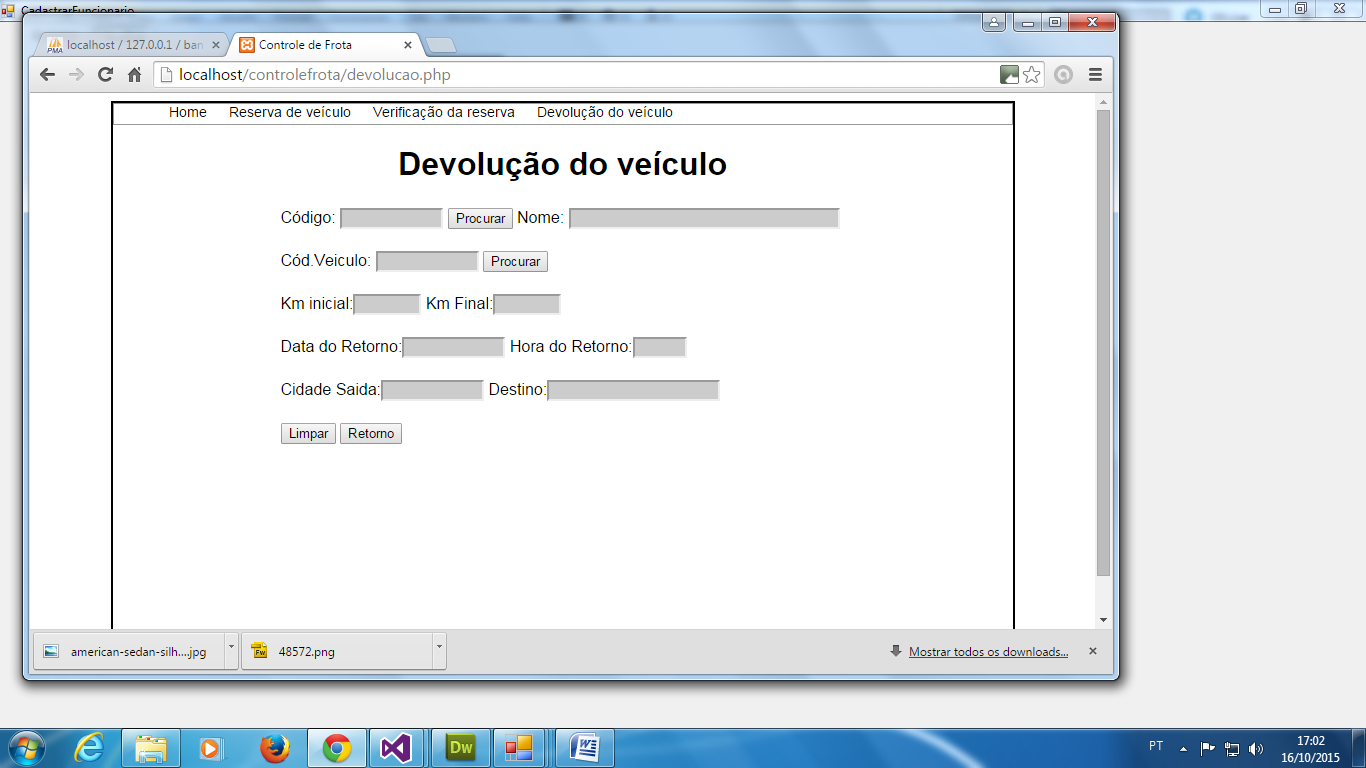 CadastrarFuncionario
localhost / 127.0.0.1 / ban
Controle de Frota
localhost/controlefrota/devolucao.php
Home Reserva de veículo Verificação da reserva Devolução do veículo
Devolução do veículo
Código: Procurar Nome:
Cód.Veiculo: Procurar
Km inicial: Km Final:
Data do Retorno: Hora do Retorno:
Cidade Saida: Destino:
Limpar Retorno
american-sedan-silh....jpg 48572.png Mostrar todos os downloads...
PT
17:02
16/10/2015